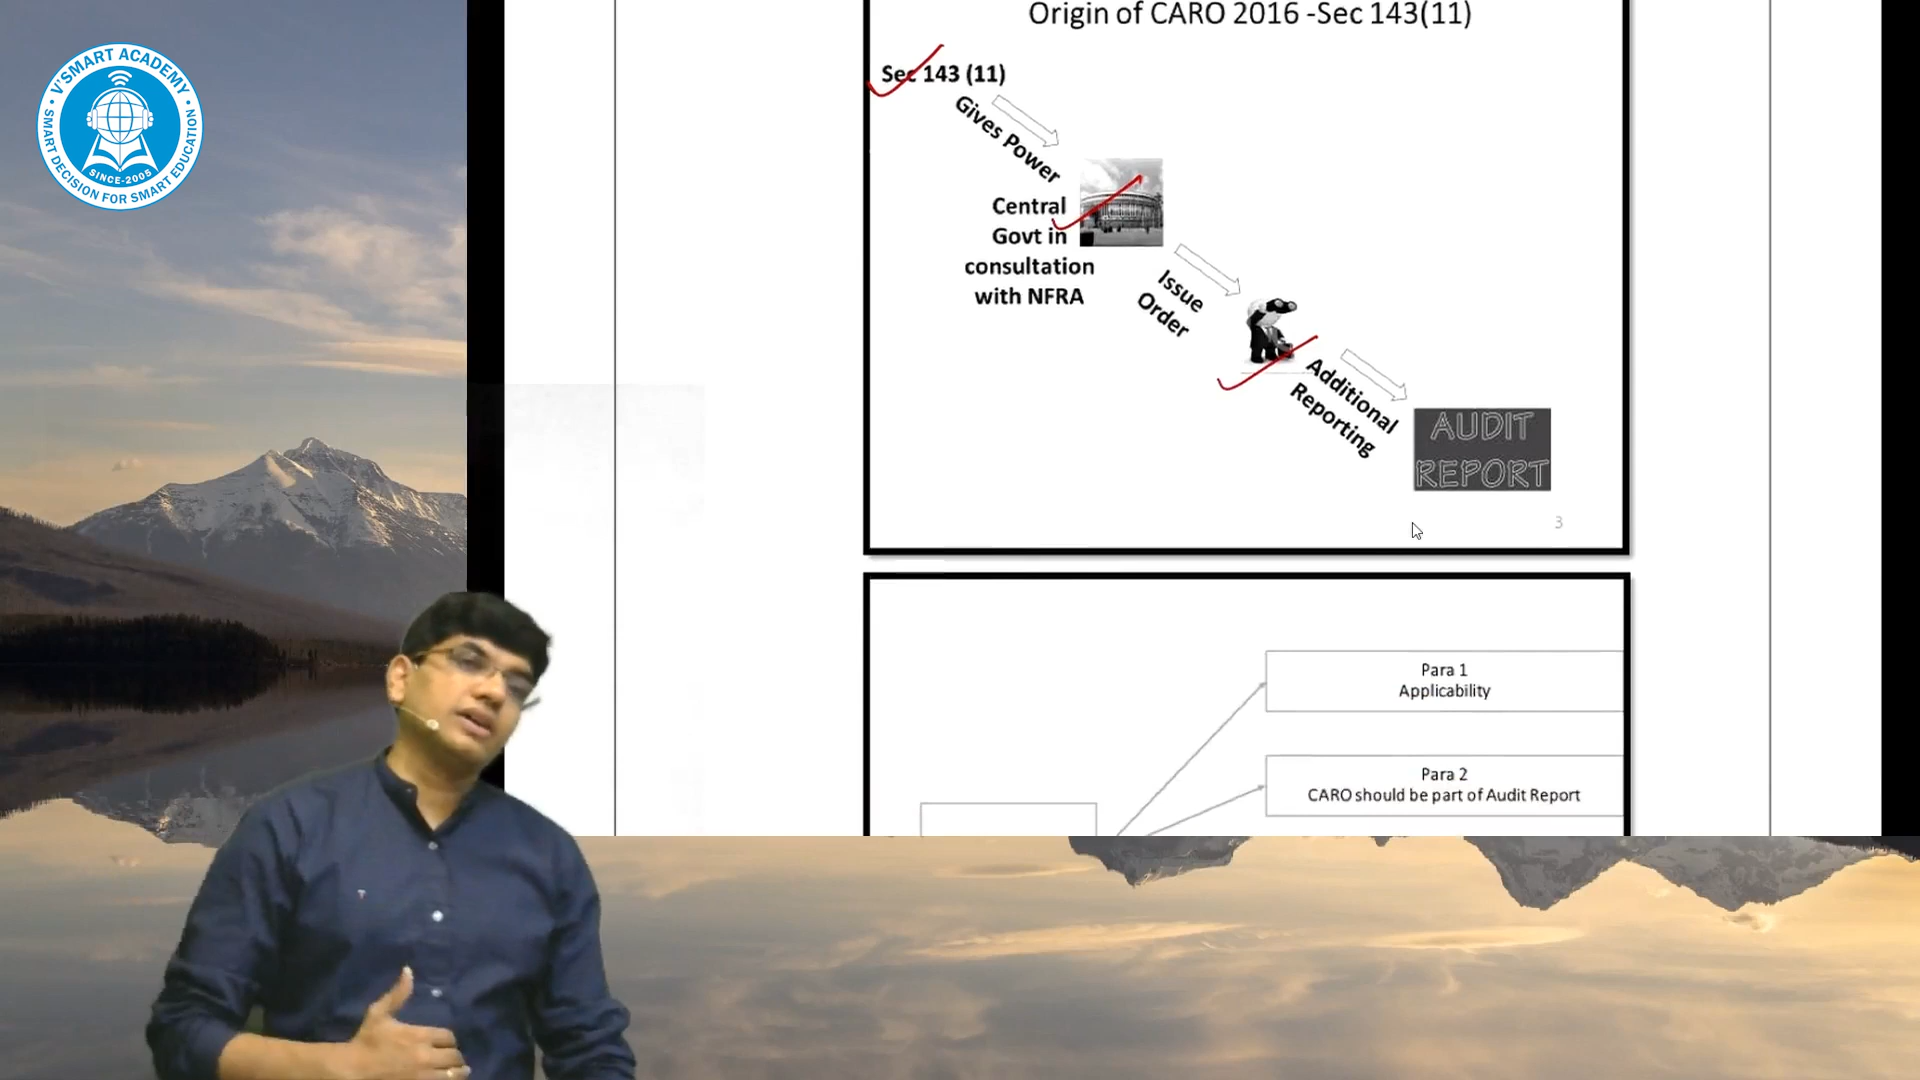 V'SMART ACADEMY
SINCE-2005
SMART DECISION FOR SMART EDUCATION
Origin of CARO 2016 -Sec 143(11)
Sec 143 (11)
Gives Power
Central
Govt in
consultation
with NFRA
Issue
Order
Additional
Reporting
AUDIT
REPORT
3
Para 1
Applicability
Para 2
CARO should be part of Audit Report